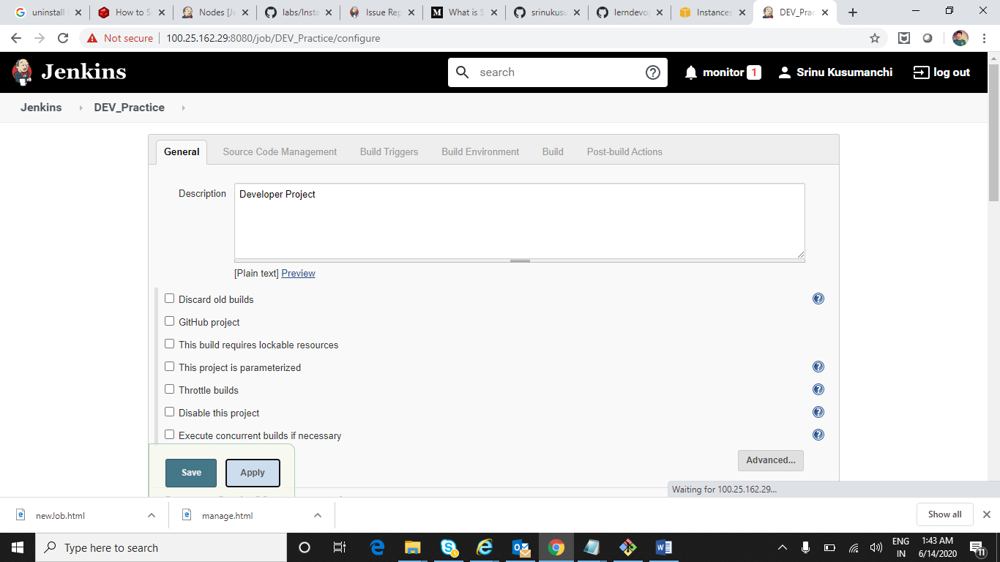 uninstall
How to S
Nodes [Je
labs/Insta
Issue Rep
What is S
srinukusu
lerndevop
Instances
DEV_Prac
Not secure
100.25.162.29:8080/job/DEV_Practice/configure
Jenkins
search
monitor 1
Srinu Kusumanchi
log out
Jenkins
DEV_Practice
General
Source Code Management
Build Triggers
Build Environment
Build
Post-build Actions
Description
Developer Project
[Plain text] Preview
Discard old builds
GitHub project
This build requires lockable resources
This project is parameterized
Throttle builds
Disable this project
Execute concurrent builds if necessary
Advanced...
Save
Apply
Waiting for 100.25.162.29...
newJob.html
manage.html
Show all
Type here to search
ENG
IN
1:43 AM
6/14/2020
11